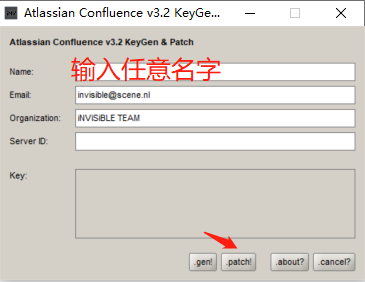 Atlassian Confluence v3.2 KeyGe...
Atlassian Confluence v3.2 KeyGen & Patch
Name: 输入任意名字
Email: invisible@scene.nl
Organization: iNViSiBLE TEAM
Server ID:
Key:
.gen! .patch! .about? .cancel?